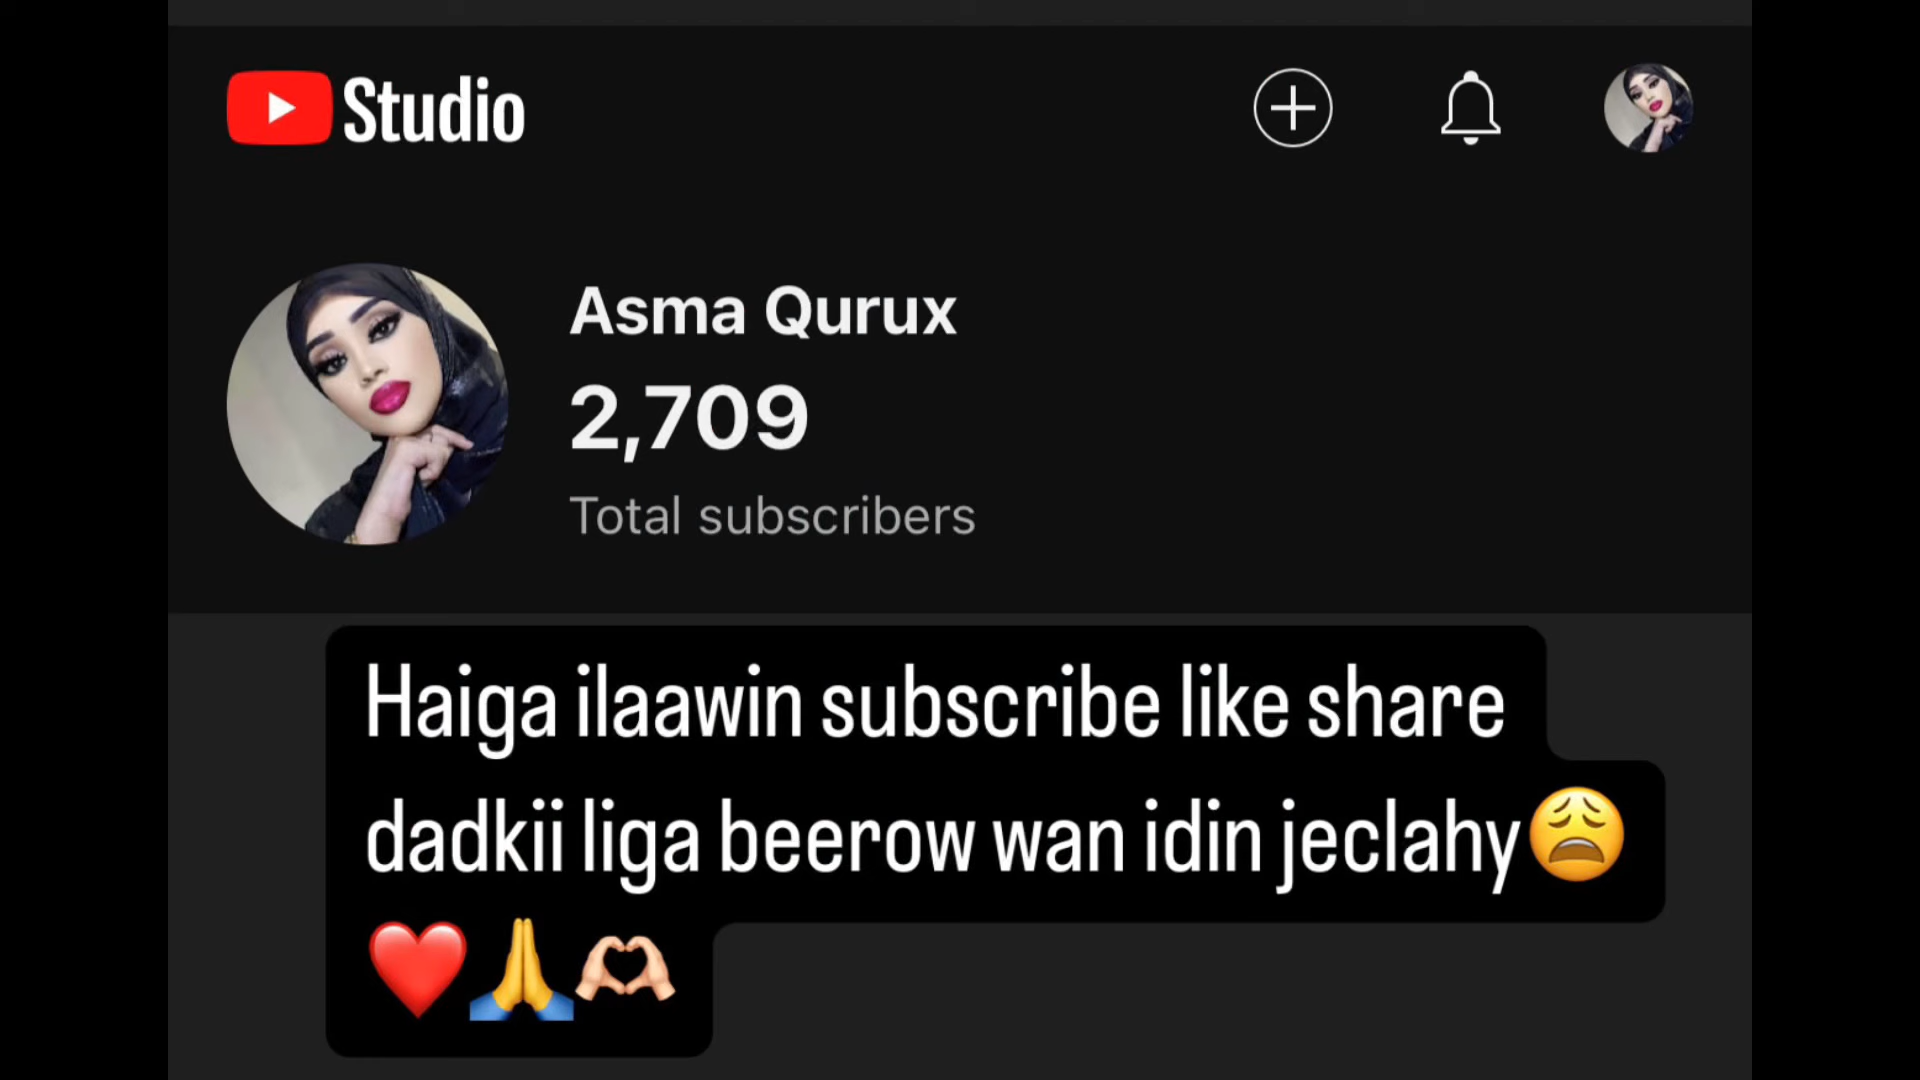 Studio
Asma Qurux
2,709
Total subscribers
Haiga ilaawin subscribe like share
dadkii liga beerow wan idin jeclahy😩
❤️🙏🫶🏻